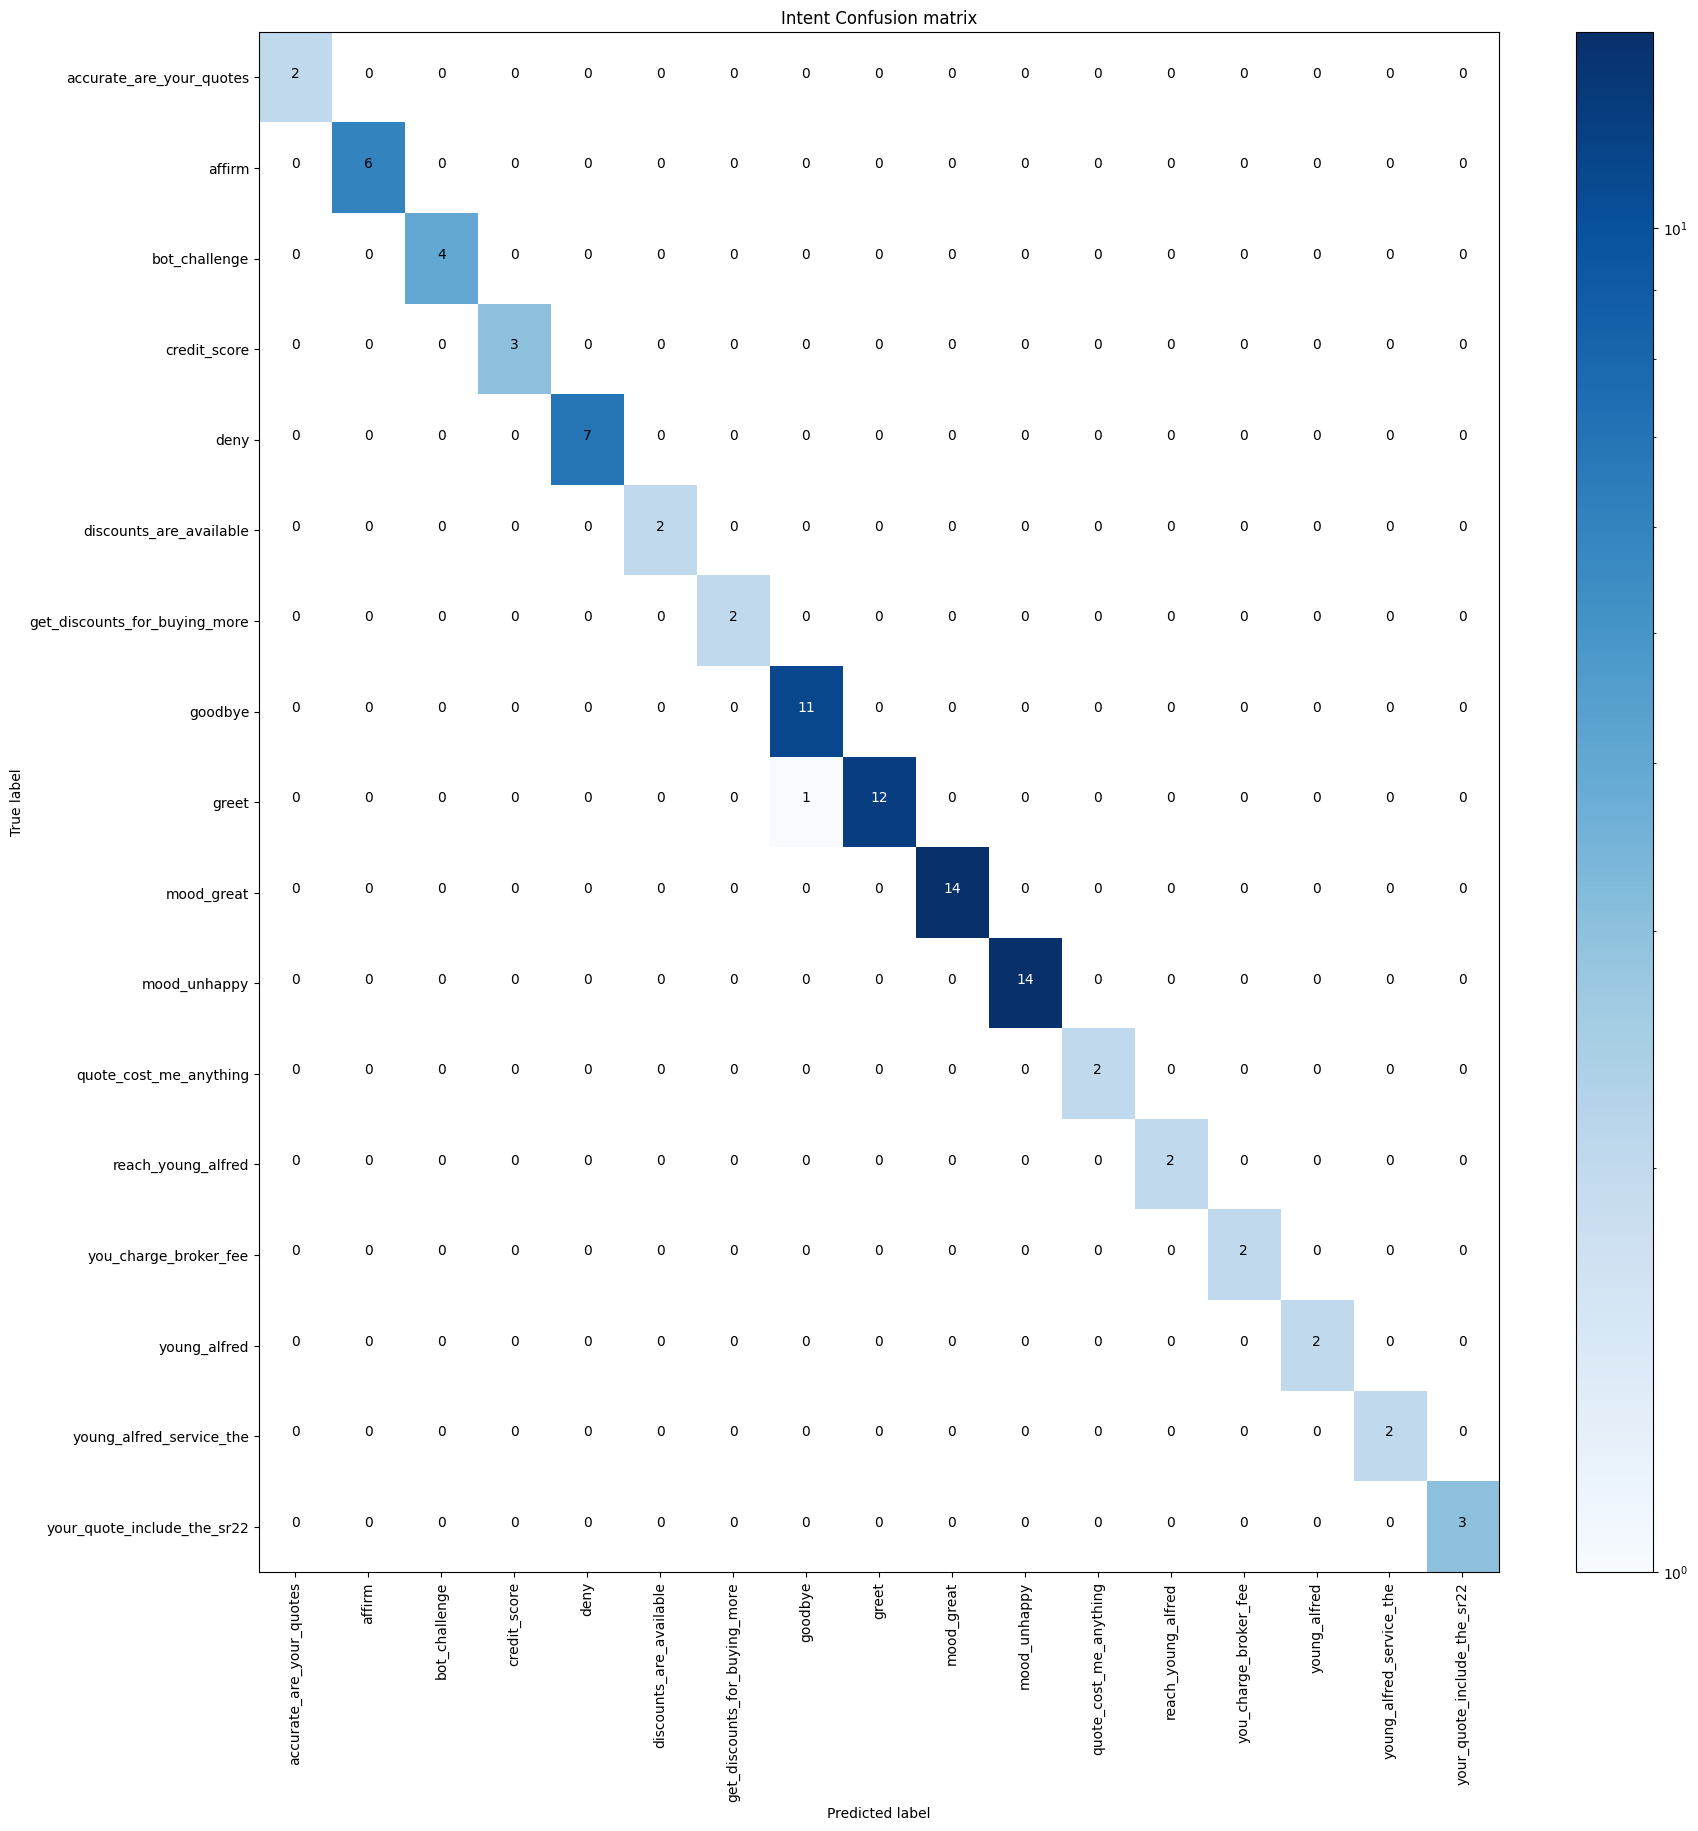 Intent Confusion matrix
accurate_are_your_quotes 2 0 0 0 0 0 0 0 0 0 0 0 0 0 0 0 0
affirm 0 6 0 0 0 0 0 0 0 0 0 0 0 0 0 0 0
bot_challenge 0 0 4 0 0 0 0 0 0 0 0 0 0 0 0 0 0
credit_score 0 0 0 3 0 0 0 0 0 0 0 0 0 0 0 0 0
deny 0 0 0 0 7 0 0 0 0 0 0 0 0 0 0 0 0
discounts_are_available 0 0 0 0 0 2 0 0 0 0 0 0 0 0 0 0 0
get_discounts_for_buying_more 0 0 0 0 0 0 2 0 0 0 0 0 0 0 0 0 0
goodbye 0 0 0 0 0 0 0 11 0 0 0 0 0 0 0 0 0
greet 0 0 0 0 0 0 0 1 12 0 0 0 0 0 0 0 0
mood_great 0 0 0 0 0 0 0 0 0 14 0 0 0 0 0 0 0
mood_unhappy 0 0 0 0 0 0 0 0 0 0 14 0 0 0 0 0 0
quote_cost_me_anything 0 0 0 0 0 0 0 0 0 0 0 2 0 0 0 0 0
reach_young_alfred 0 0 0 0 0 0 0 0 0 0 0 0 2 0 0 0 0
you_charge_broker_fee 0 0 0 0 0 0 0 0 0 0 0 0 0 2 0 0 0
young_alfred 0 0 0 0 0 0 0 0 0 0 0 0 0 0 2 0 0
young_alfred_service_the 0 0 0 0 0 0 0 0 0 0 0 0 0 0 0 2 0
your_quote_include_the_sr22 0 0 0 0 0 0 0 0 0 0 0 0 0 0 0 0 3
True label
accurate_are_your_quotes
affirm
bot_challenge
credit_score
deny
discounts_are_available
get_discounts_for_buying_more
goodbye
greet
mood_great
mood_unhappy
quote_cost_me_anything
reach_young_alfred
you_charge_broker_fee
young_alfred
young_alfred_service_the
your_quote_include_the_sr22
Predicted label
10¹
10⁰